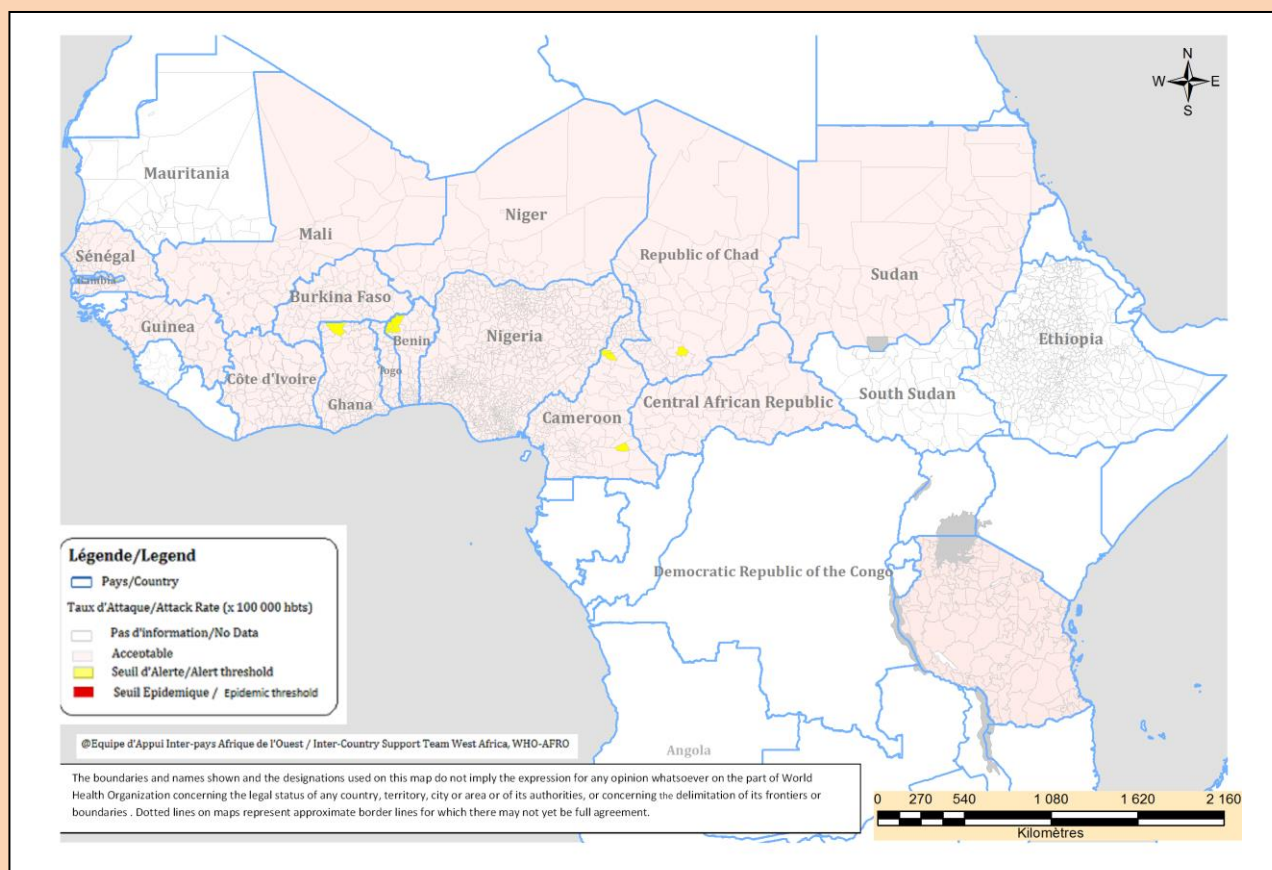 N
W E
S
Mauritania
Mali
Niger
Republic of Chad
Sudan
Sénégal
Gambia
Burkina Faso
Guinea
Nigeria
Benin
Ethiopia
Togo
Côte d'Ivoire
Ghana
Cameroon
Central African Republic
South Sudan
Democratic Republic of the Congo
Angola
Légende/Legend
Pays/Country
Taux d'Attaque/Attack Rate (x 100 000 hbts)
Pas d'information/No Data
Acceptable
Seuil d'Alerte/Alert threshold
Seuil Epidemique / Epidemic threshold
@Equipe d'Appui Inter-pays Afrique de l'Ouest / Inter-Country Support Team West Africa, WHO-AFRO
The boundaries and names shown and the designations used on this map do not imply the expression for any opinion whatsoever on the part of World
Health Organization concerning the legal status of any country, territory, city or area or of its authorities, or concerning the delimitation of its frontiers or
boundaries . Dotted lines on maps represent approximate border lines for which there may not yet be full agreement.
0 270 540 1 080 1 620 2 160
Kilomètres